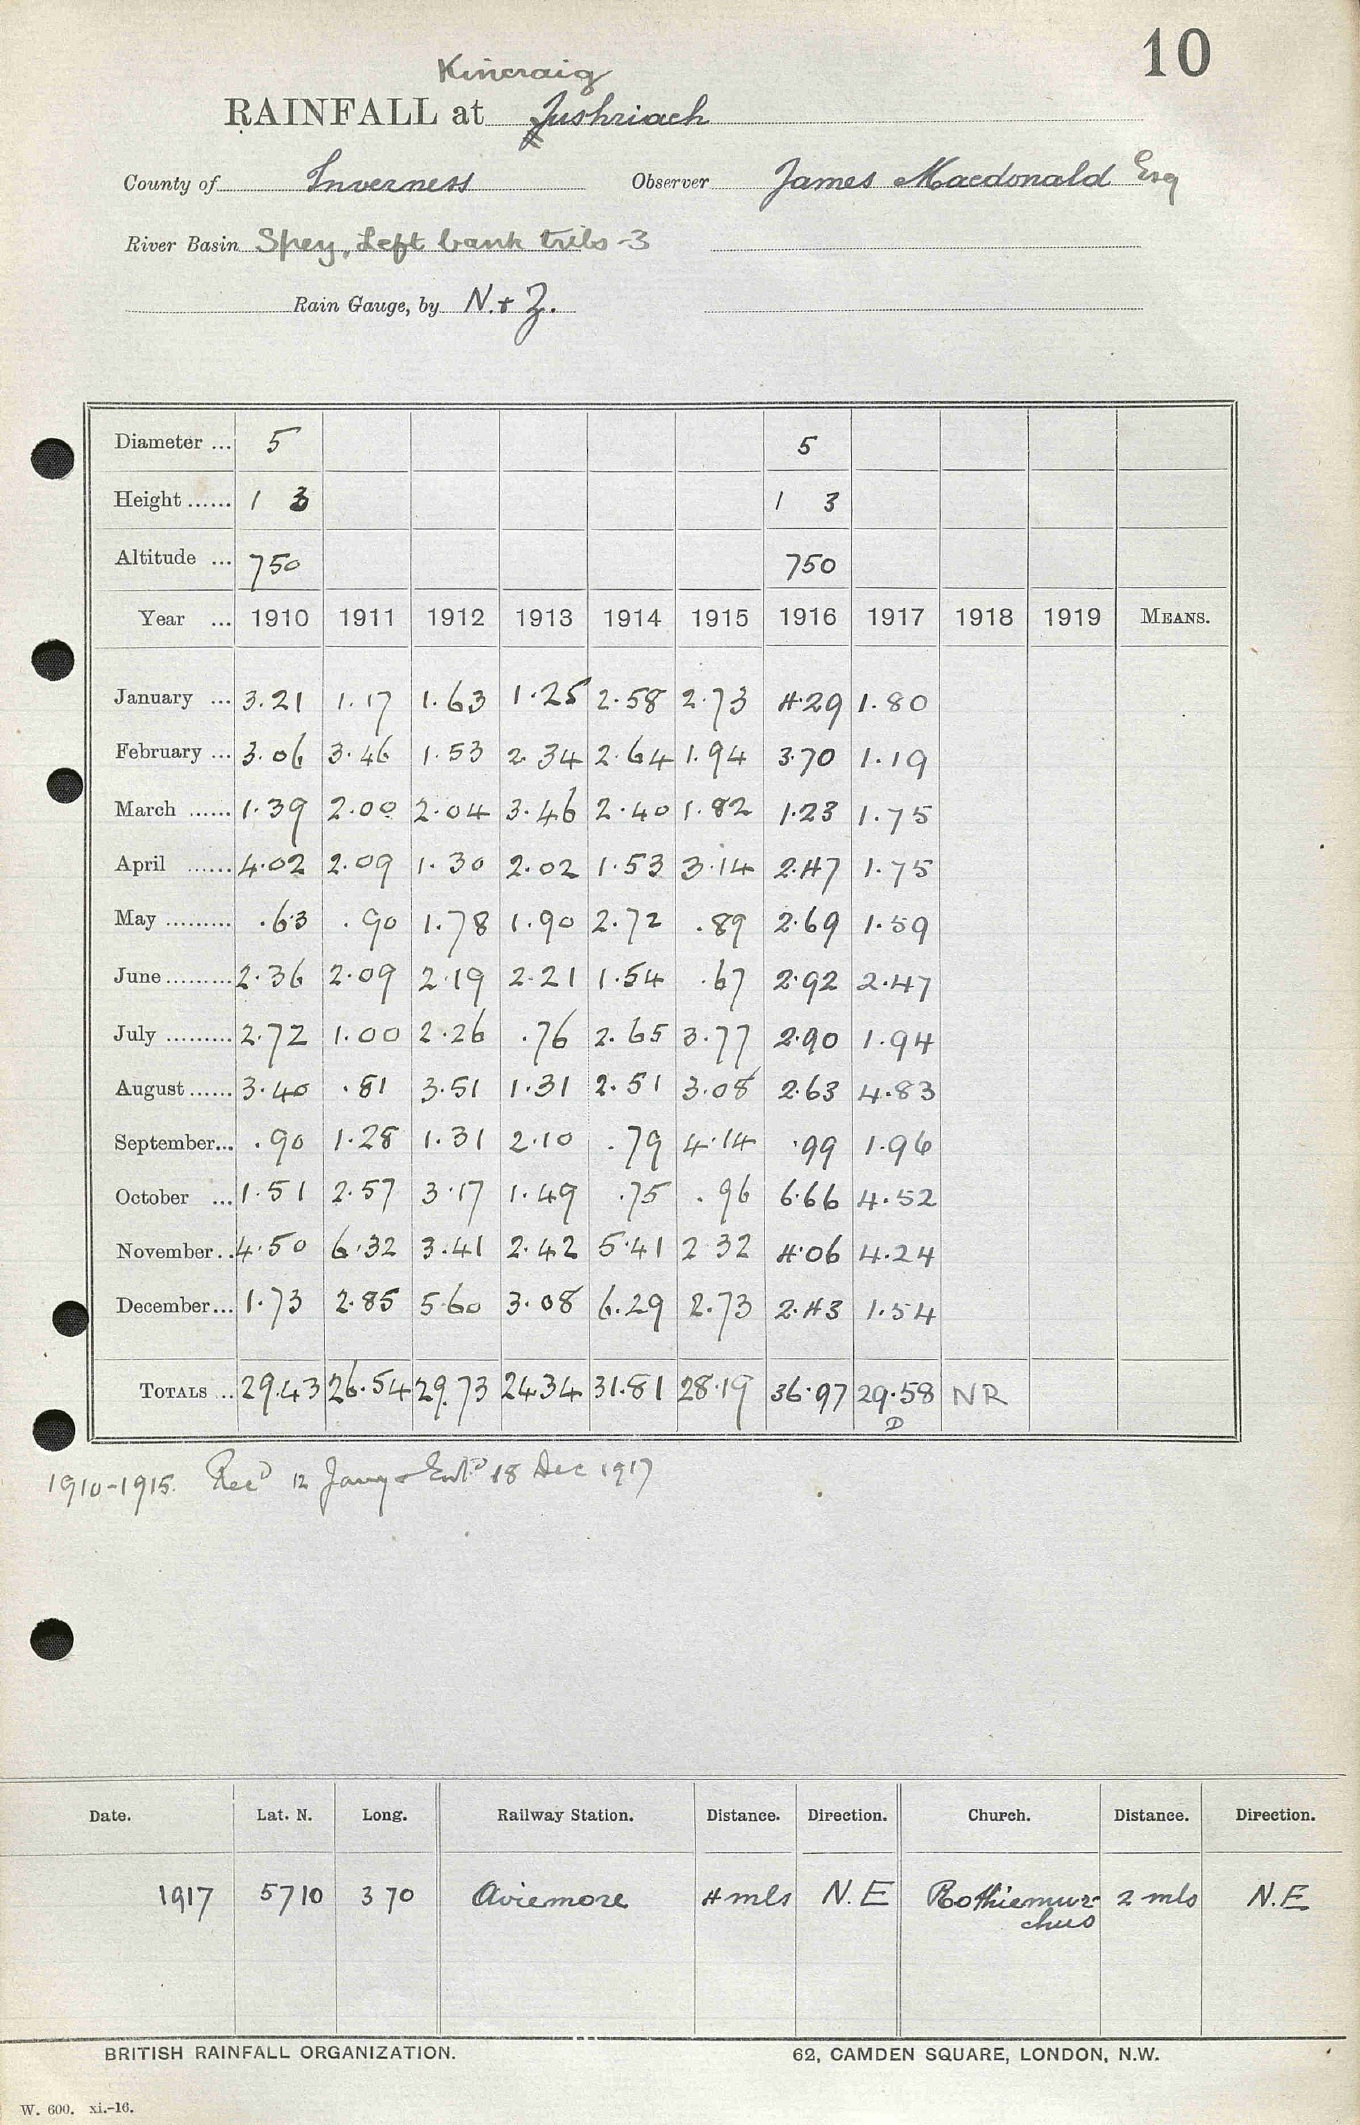 10
Kincraig
RAINFALL at Jushriach
County of Inverness Observer James Macdonald Esq
River Basin Spey, Left bank tribs -3
Rain Gauge, by N. & Z.
Diameter ... 5 5
Height ...... 1 3 1 3
Altitude ... 750 750
Year ... 1910 1911 1912 1913 1914 1915 1916 1917 1918 1919 MEANS.
January ... 3.21 1.17 1.63 1.25 2.58 2.73 4.29 1.80
February ... 3.06 3.46 1.53 2.34 2.64 1.94 3.70 1.19
March ...... 1.39 2.00 2.04 3.46 2.40 1.82 1.23 1.75
April ...... 4.02 2.09 1.30 2.02 1.53 3.14 2.47 1.75
May ......... .63 .90 1.78 1.90 2.72 .89 2.69 1.59
June ......... 2.36 2.09 2.19 2.21 1.54 .67 2.92 2.47
July ......... 2.72 1.00 2.26 .76 2.65 3.77 2.90 1.94
August ...... 3.40 .81 3.51 1.31 2.51 3.08 2.63 4.83
September... .90 1.28 1.31 2.10 .79 4.14 .99 1.96
October ... 1.51 2.57 3.17 1.49 .75 .96 6.66 4.52
November .. 4.50 6.32 3.41 2.42 5.41 2 32 4.06 4.24
December... 1.73 2.85 5.60 3.08 6.29 2.73 2.43 1.54
TOTALS .. 29.43 26.54 29.73 24.34 31.81 28.19 36.97 29.58 NR
D
1910-1915. Recd 12 Jany & Entd 18 Dec 1917
Date. Lat. N. Long. Railway Station. Distance. Direction. Church. Distance. Direction.
1917 5710 3 70 Aviemore 4 mls N.E Rothiemur- 2 mls N.E
chus
BRITISH RAINFALL ORGANIZATION. 62, CAMDEN SQUARE, LONDON, N.W.
W. 600. xi.-16.